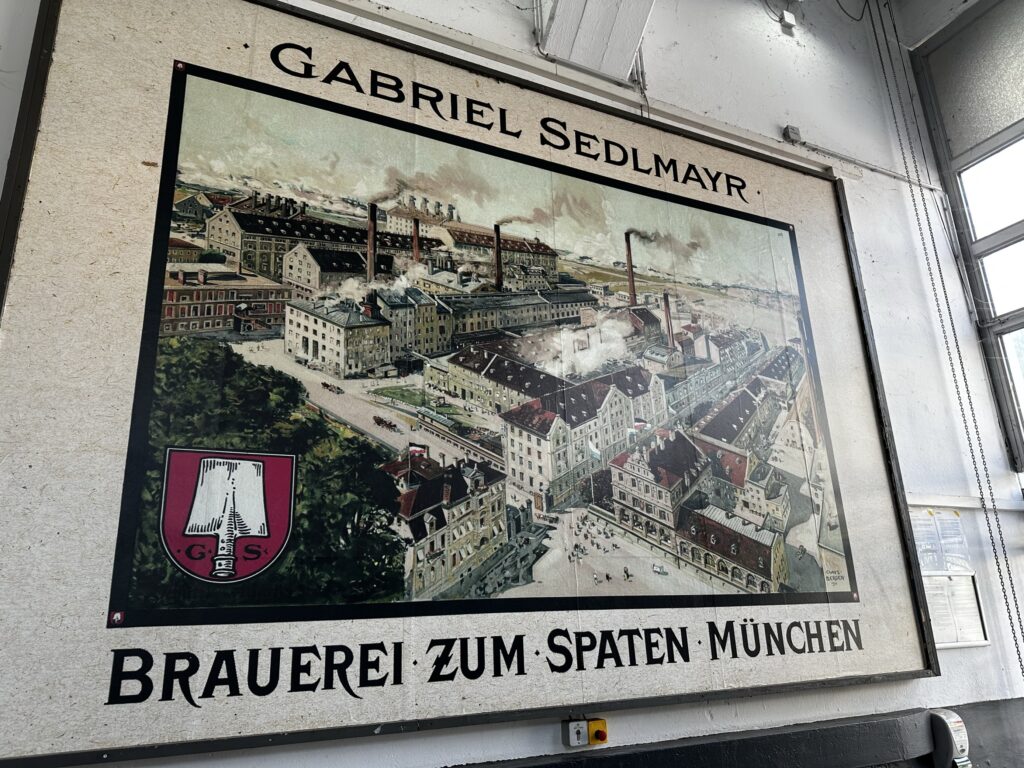 GABRIEL SEDLMAYR
· G · S ·
BRAUEREI · ZUM · SPATEN · MÜNCHEN